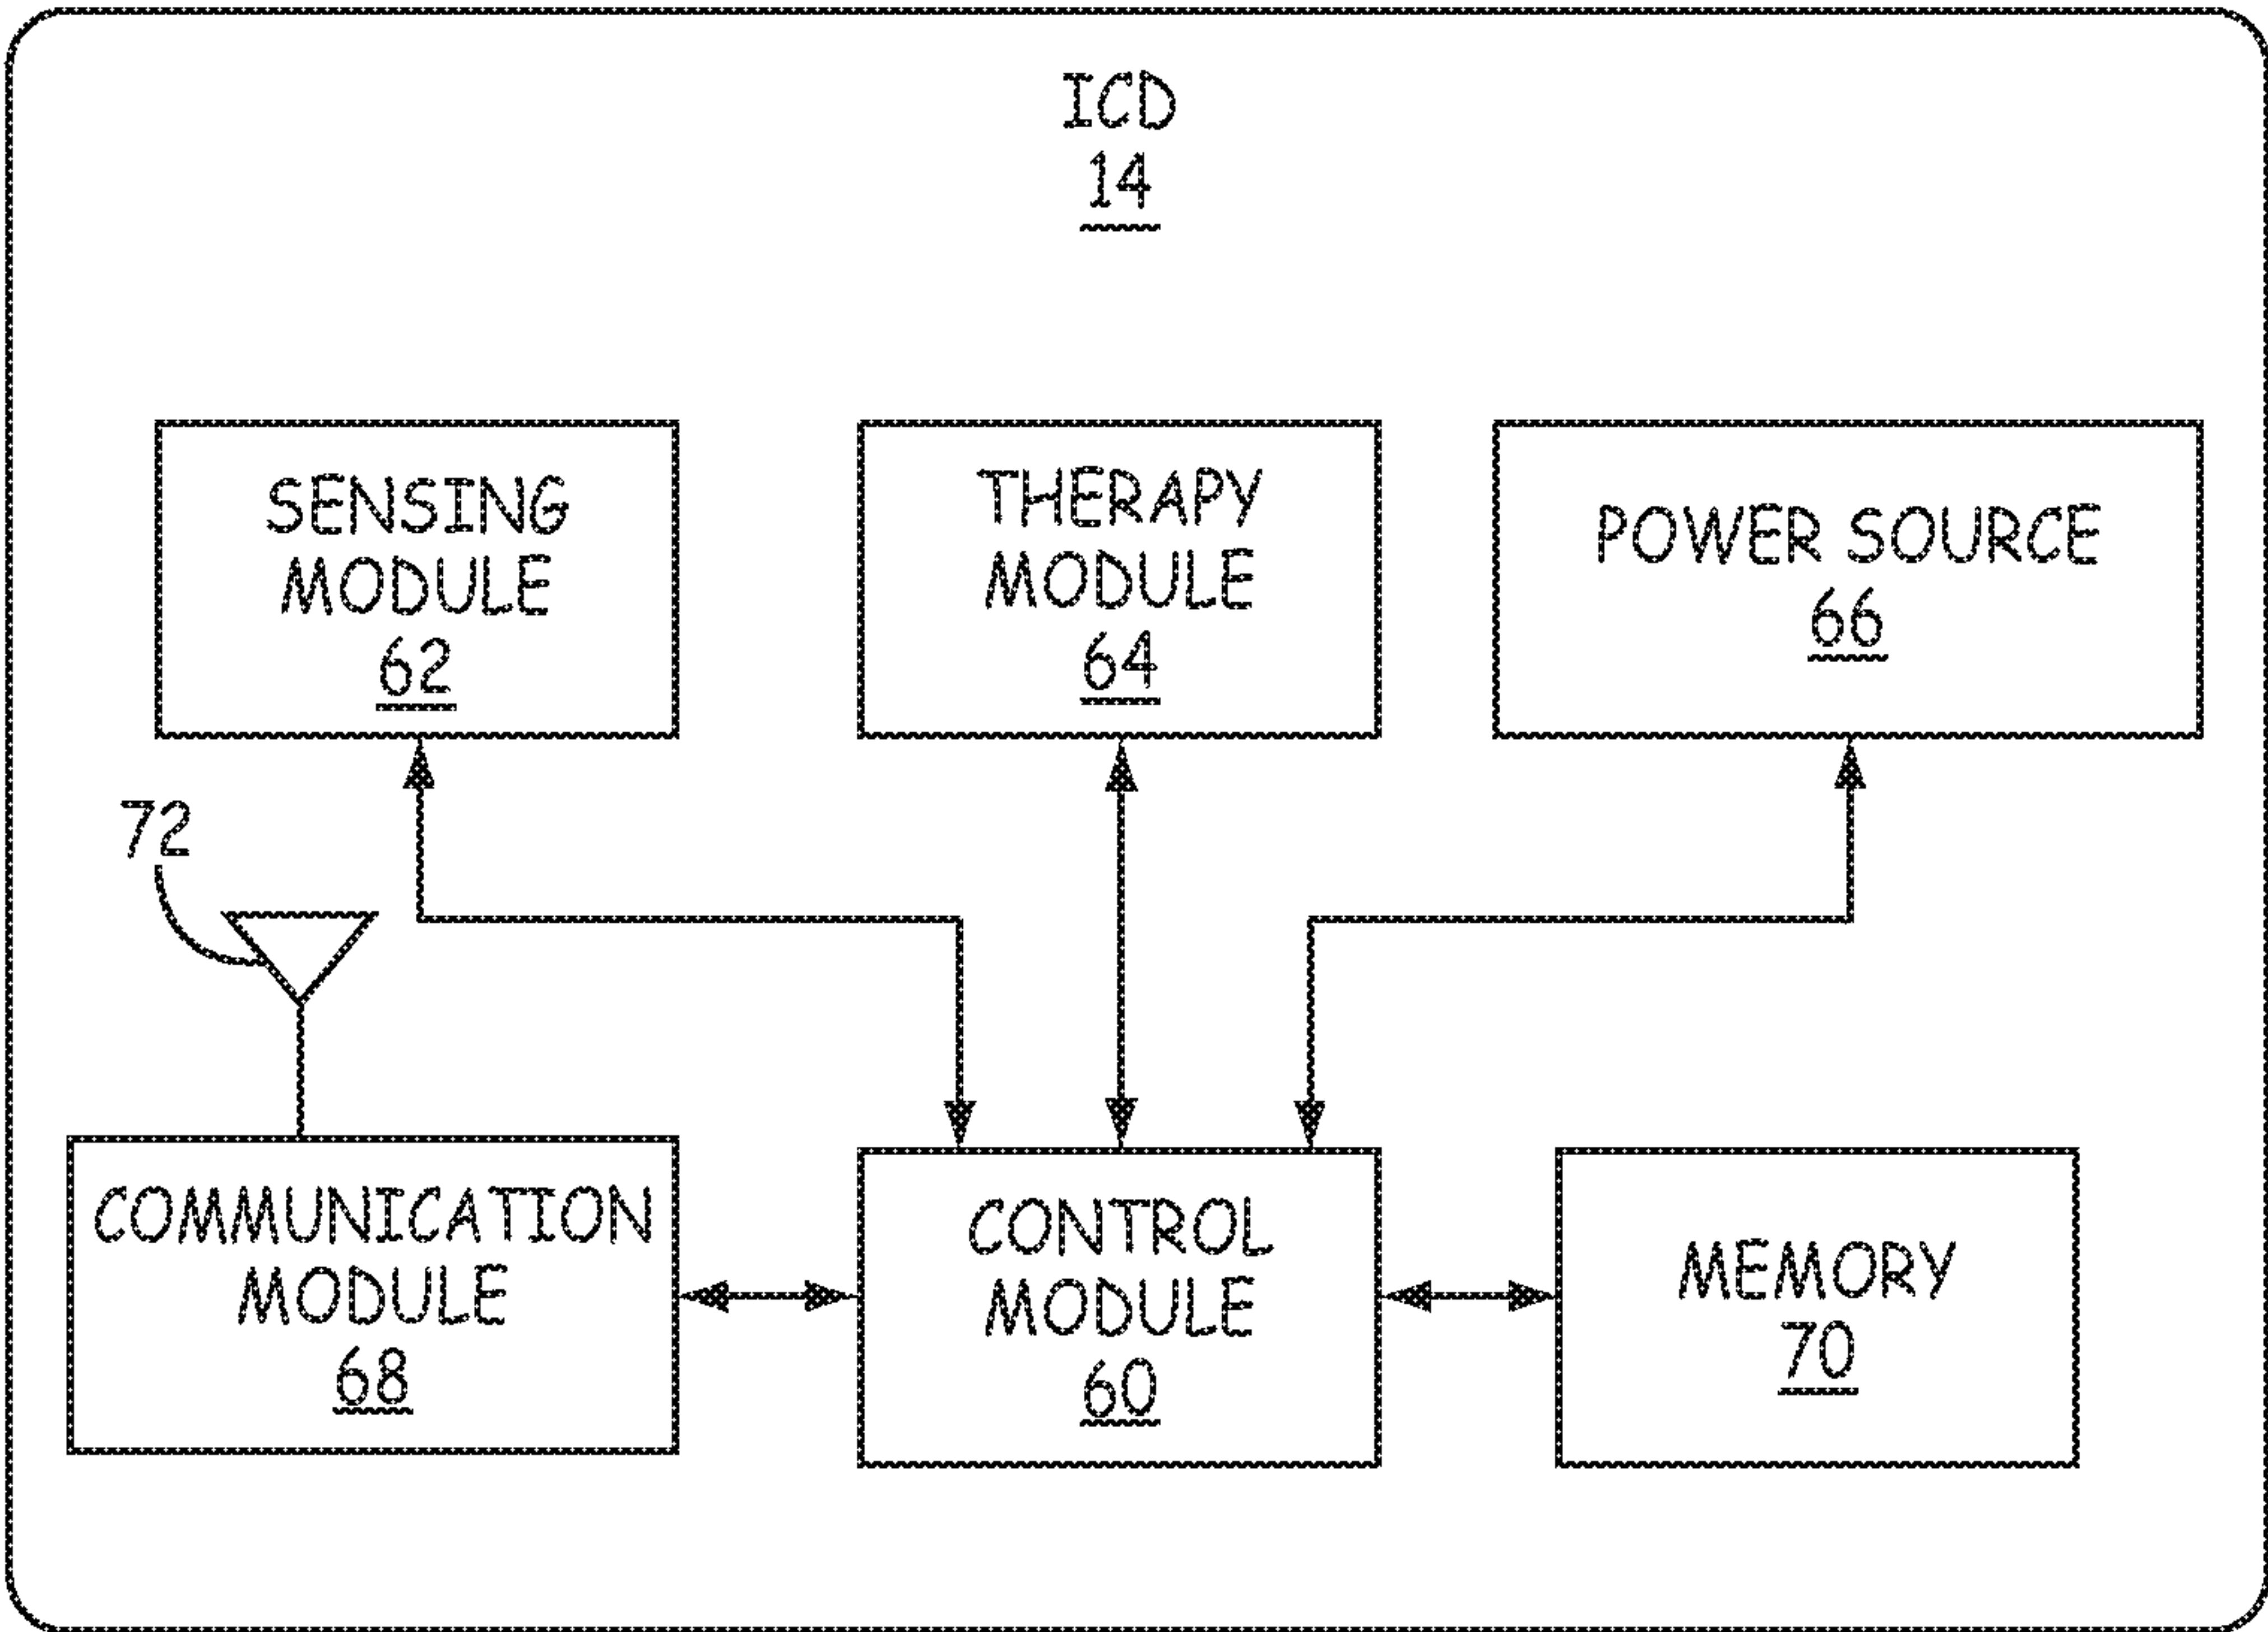 ICD
14
SENSING
MODULE
62
THERAPY
MODULE
64
POWER SOURCE
66
72
COMMUNICATION
MODULE
68
CONTROL
MODULE
60
MEMORY
70